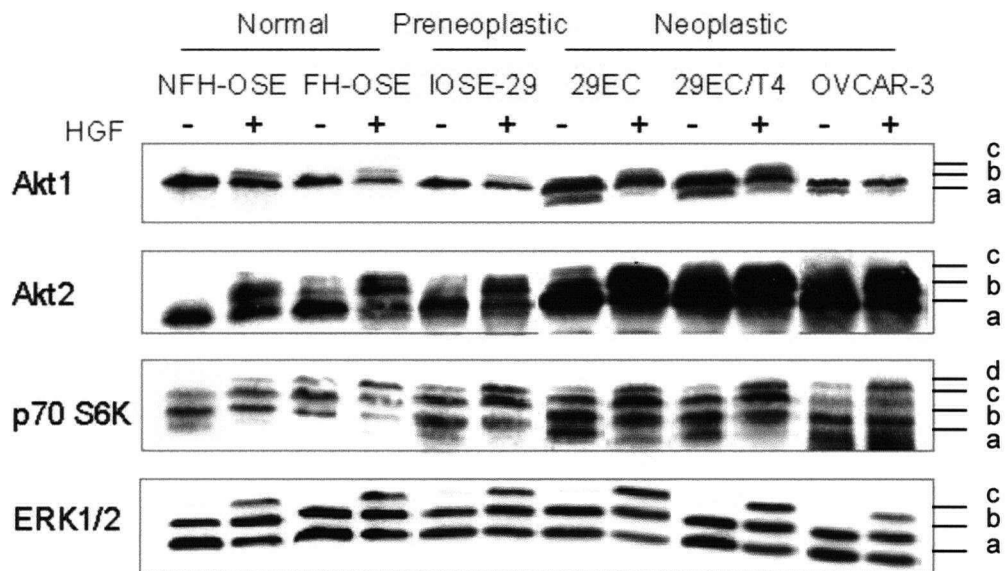 Normal Preneoplastic Neoplastic
NFH-OSE FH-OSE IOSE-29 29EC 29EC/T4 OVCAR-3
HGF - + - + - + - + - + - +
Akt1 c b a
Akt2 c b a
p70 S6K d c b a
ERK1/2 c b a